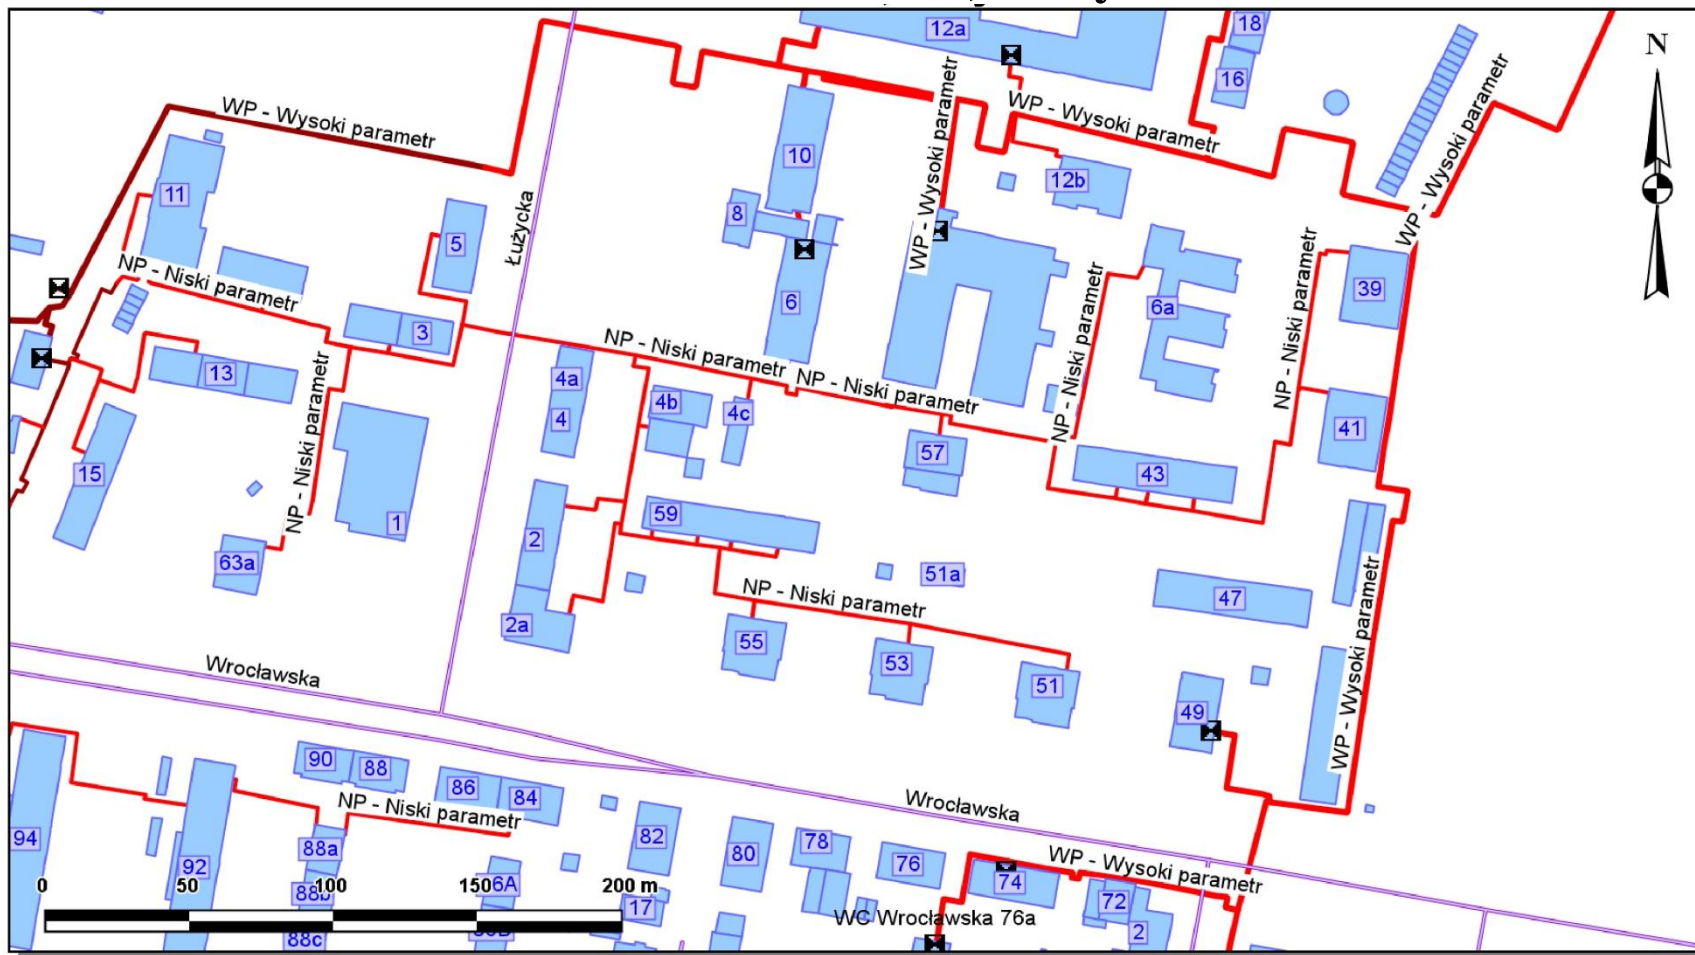 12a
18
N
16
WP - Wysoki parametr
WP - Wysoki parametr
WP - Wysoki parametr
WP - Wysoki parametr
10
12b
11
8
5
Łużycka
NP - Niski parametr
6
6a
39
3
NP - Niski parametr
NP - Niski parametr
NP - Niski parametr
NP - Niski parametr
NP - Niski parametr
13
4a
4
4b
4c
57
41
43
15
1
59
2
63a
51a
47
NP - Niski parametr
2a
55
53
51
49
WP - Wysoki parametr
Wrocławska
90
88
86
84
NP - Niski parametr
Wrocławska
94
92
88a
82
80
78
76
74
WP - Wysoki parametr
72
2
88b
6A
17
WC Wrocławska 76a
88c
0 50 100 150 200 m